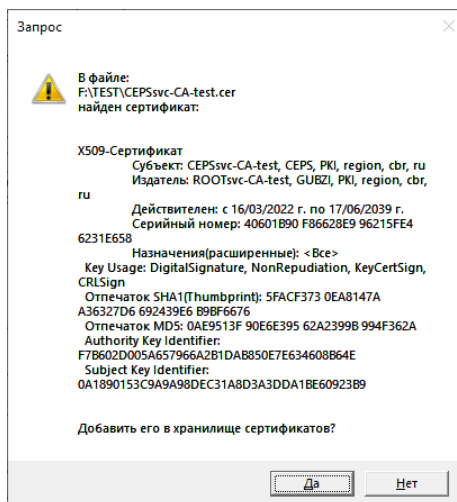 Запрос
В файле:
F:\TEST\CEPSsvc-CA-test.cer
найден сертификат:
X509-Сертификат
Субъект: CEPSsvc-CA-test, CEPS, PKI, region, cbr, ru
Издатель: ROOTsvc-CA-test, GUBZI, PKI, region, cbr,
ru
Действителен: с 16/03/2022 г. по 17/06/2039 г.
Серийный номер: 40601B90 F86628E9 96215FE4
6231E658
Назначения(расширенные): <Все>
Key Usage: DigitalSignature, NonRepudiation, KeyCertSign,
CRLSign
Отпечаток SHA1(Thumbprint): 5FACF373 0EA8147A
A36327D6 692439E6 B9BF6676
Отпечаток MD5: 0AE9513F 90E6E395 62A2399B 994F362A
Authority Key Identifier:
F7B602D005A657966A2B1DAB850E7E634608B64E
Subject Key Identifier:
0A1890153C9A9A98DEC31A8D3A3DDA1BE60923B9
Добавить его в хранилище сертификатов?
Да
Нет